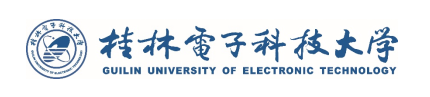 桂林電子科技大学
GUILIN UNIVERSITY OF ELECTRONIC TECHNOLOGY